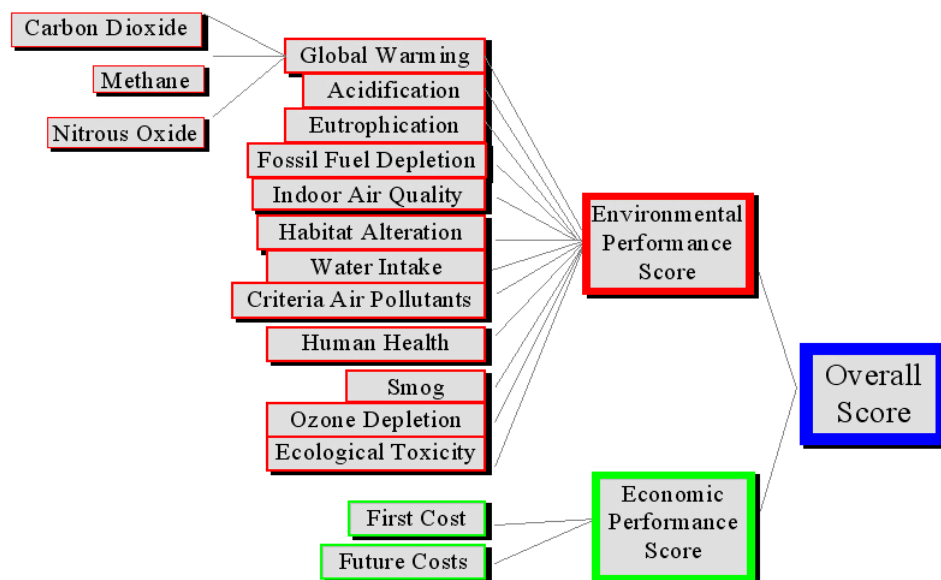 Carbon Dioxide
Methane
Nitrous Oxide
Global Warming
Acidification
Eutrophication
Fossil Fuel Depletion
Indoor Air Quality
Habitat Alteration
Water Intake
Criteria Air Pollutants
Human Health
Smog
Ozone Depletion
Ecological Toxicity
First Cost
Future Costs
Environmental
Performance
Score
Economic
Performance
Score
Overall
Score